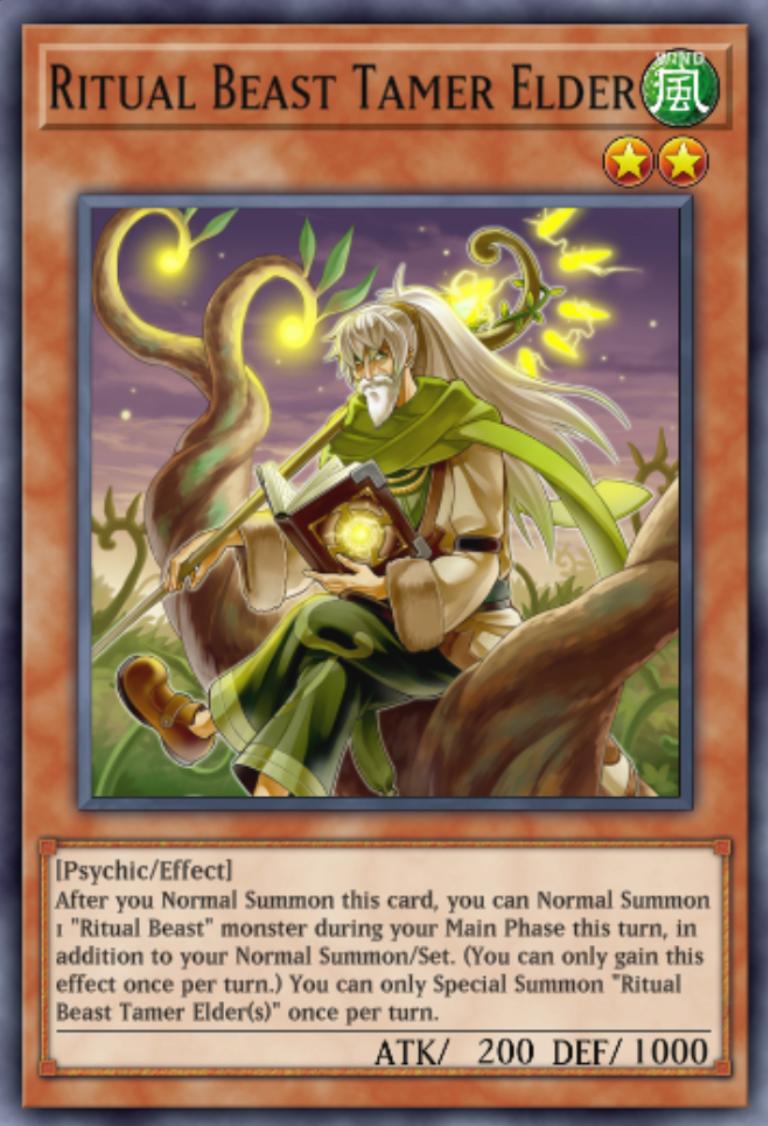 Ritual Beast Tamer Elder
WIND
風
[Psychic/Effect]
After you Normal Summon this card, you can Normal Summon
1 "Ritual Beast" monster during your Main Phase this turn, in
addition to your Normal Summon/Set. (You can only gain this
effect once per turn.) You can only Special Summon "Ritual
Beast Tamer Elder(s)" once per turn.
ATK/ 200 DEF/ 1000